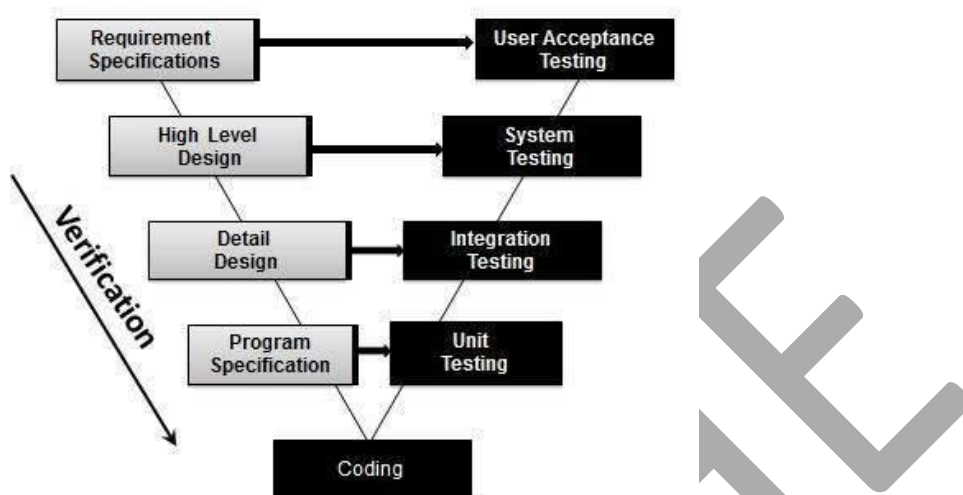 Requirement
Specifications
User Acceptance
Testing
High Level
Design
System
Testing
Verification
Detail
Design
Integration
Testing
Program
Specification
Unit
Testing
Coding